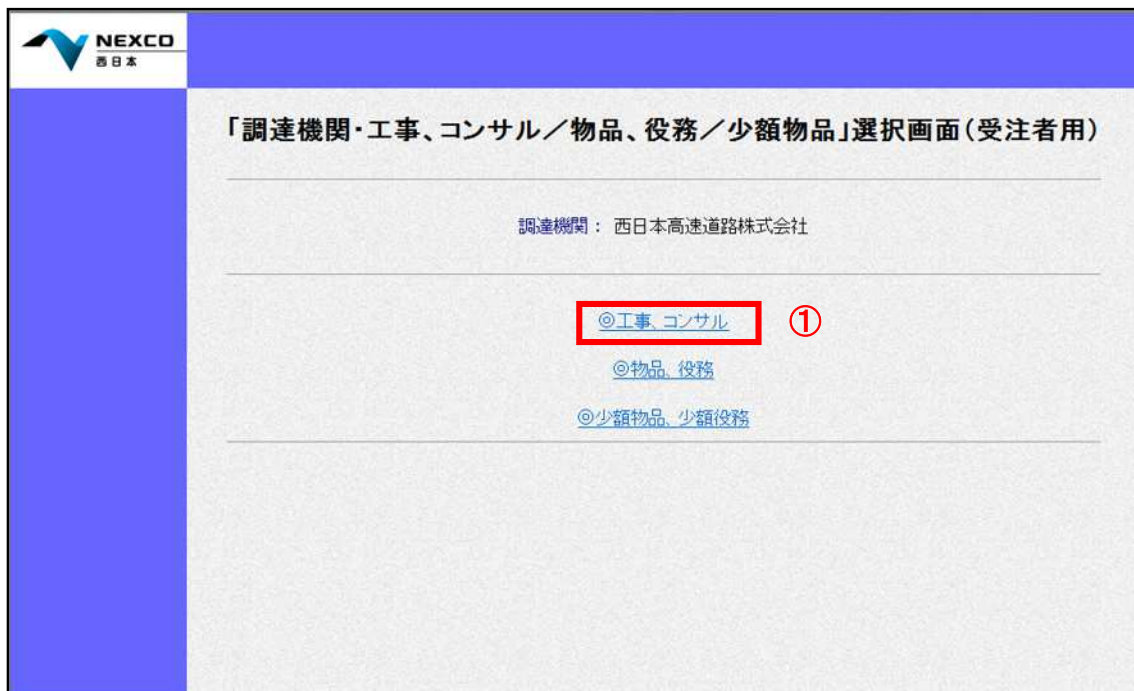 NEXCO
西日本
「調達機関・工事、コンサル／物品、役務／少額物品」選択画面（受注者用）
調達機関： 西日本高速道路株式会社
◎工事、コンサル ①
◎物品、役務
◎少額物品、少額役務